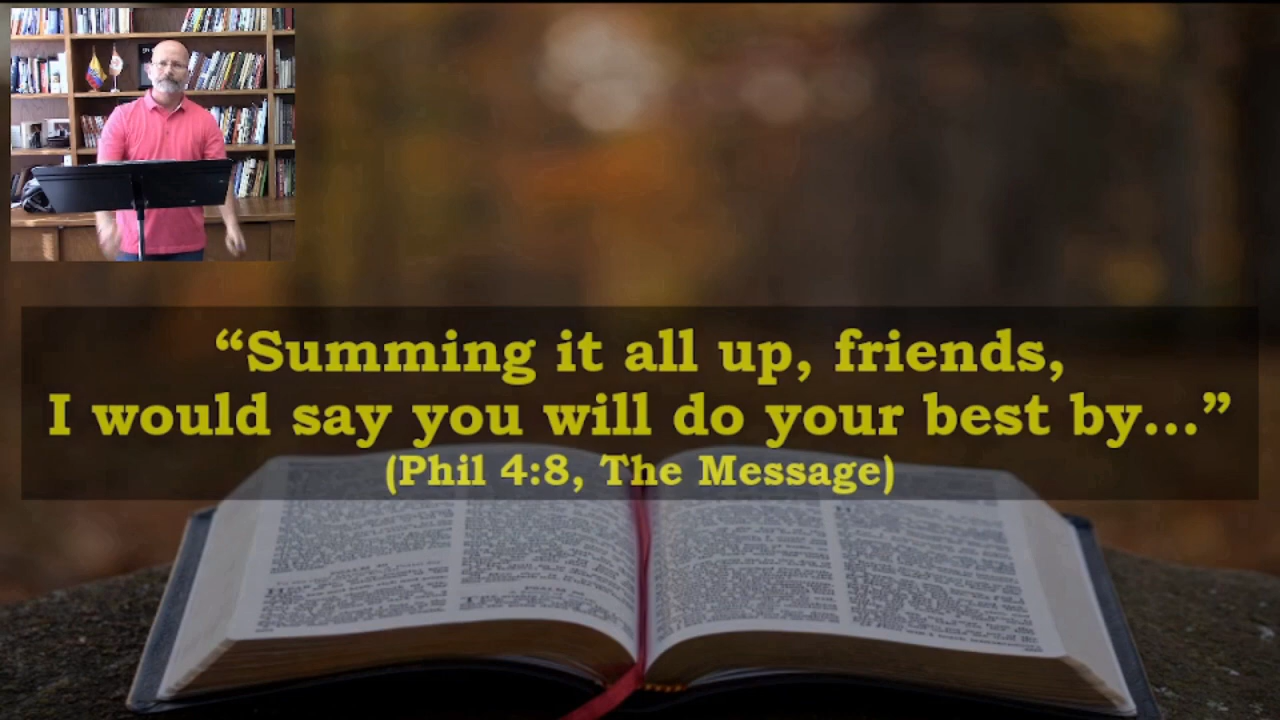 “Summing it all up, friends,
I would say you will do your best by...”
(Phil 4:8, The Message)